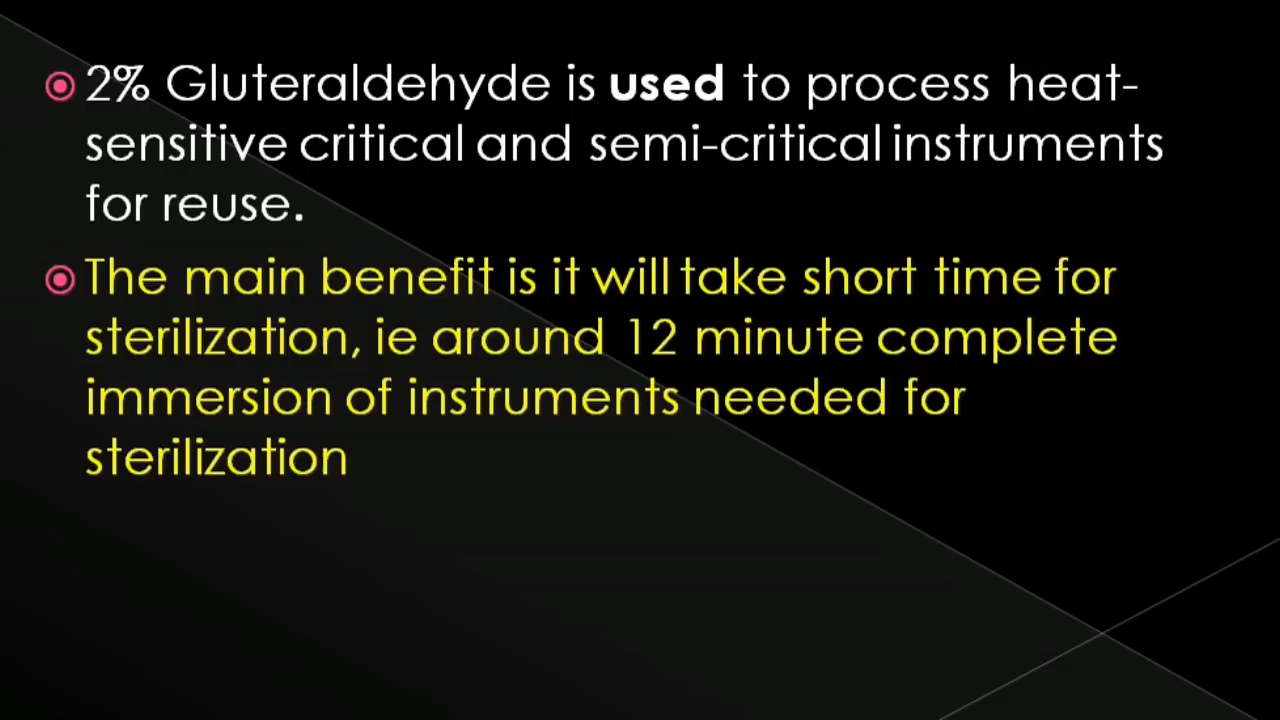 2% Gluteraldehyde is used to process heat-
sensitive critical and semi-critical instruments
for reuse.
The main benefit is it will take short time for
sterilization, ie around 12 minute complete
immersion of instruments needed for
sterilization